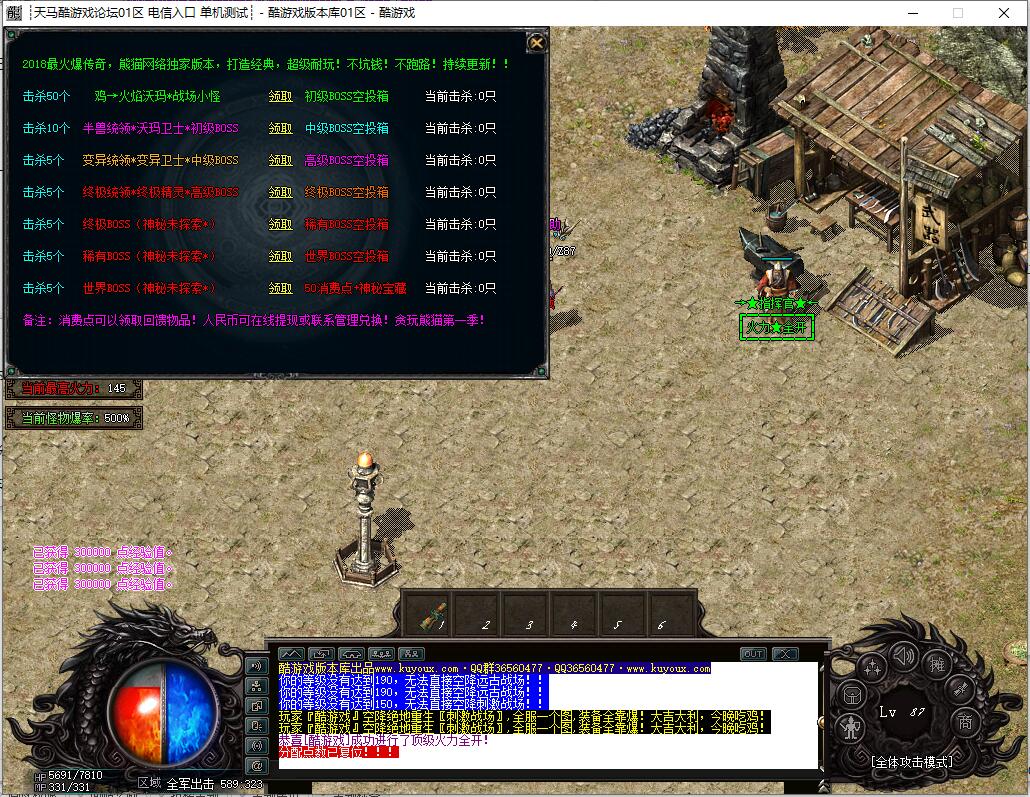 天马酷游戏论坛01区 电信入口 单机测试 - 酷游戏版本库01区 - 酷游戏
2018最火爆传奇，熊猫网络独家版本，打造经典，超级耐玩！不坑钱！不跑路！持续更新！！
击杀50个 鸡→火焰沃玛*战场小怪 领取 初级BOSS空投箱 当前击杀:0只
击杀10个 半兽统领*沃玛卫士*初级BOSS 领取 中级BOSS空投箱 当前击杀:0只
击杀5个 变异统领*变异卫士*中级BOSS 领取 高级BOSS空投箱 当前击杀:0只
击杀5个 终极统领*终极精灵*高级BOSS 领取 终极BOSS空投箱 当前击杀:0只
击杀5个 终极BOSS（神秘未探索*） 领取 稀有BOSS空投箱 当前击杀:0只
击杀5个 稀有BOSS（神秘未探索*） 领取 世界BOSS空投箱 当前击杀:0只
击杀5个 世界BOSS（神秘未探索*） 领取 50消费点+神秘宝藏 当前击杀:0只
备注：消费点可以领取回馈物品！人民币可在线提现或联系管理兑换！贪玩熊猫第一季！
助
/Z87
武器
★指挥官★
火力★全开
当前最高火力：145
当前怪物爆率：500%
已获得 300000 点经验值。
已获得 300000 点经验值。
已获得 300000 点经验值。
1 2 3 4 5 6
OUT
酷游戏版本库出品www.kuyoux.com·QQ群36560477·QQ36560477·www.kuyoux.com
你的等级没有达到190，无法直接空降远古战场！！
你的等级没有达到190，无法直接空降远古战场！！
你的等级没有达到150，无法直接空降远古战场！！
玩家『酷游戏』空降绝地重生〖刺激战场〗，全服一个图，装备全靠爆！大吉大利，今晚吃鸡！
玩家『酷游戏』空降绝地重生〖刺激战场〗，全服一个图，装备全靠爆！大吉大利，今晚吃鸡！
恭喜[酷游戏]成功进行了顶级火力全开！
分配点数已复位！！！
摊
商
Lv 87
[全体攻击模式]
HP 5691/7810
MP 331/331
区域 全军出击 589:323